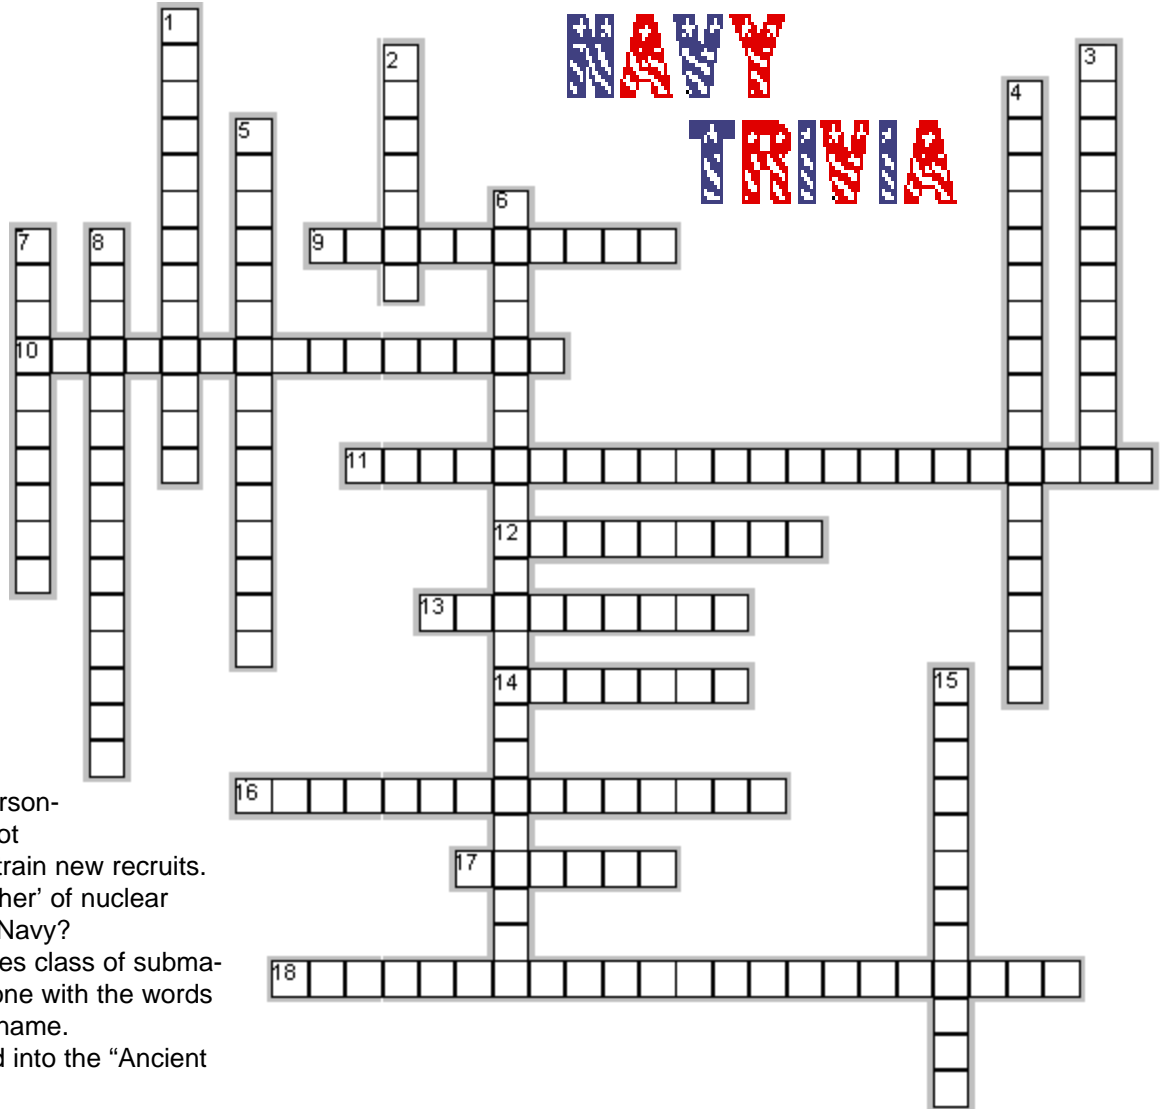 NAVY
TRIVIA
1
2
3
4
5
6
7
8
9
10
11
12
13
14
15
16
17
18
rson-
ot
train new recruits.
her’ of nuclear
Navy?
es class of subma-
one with the words
name.
d into the “Ancient